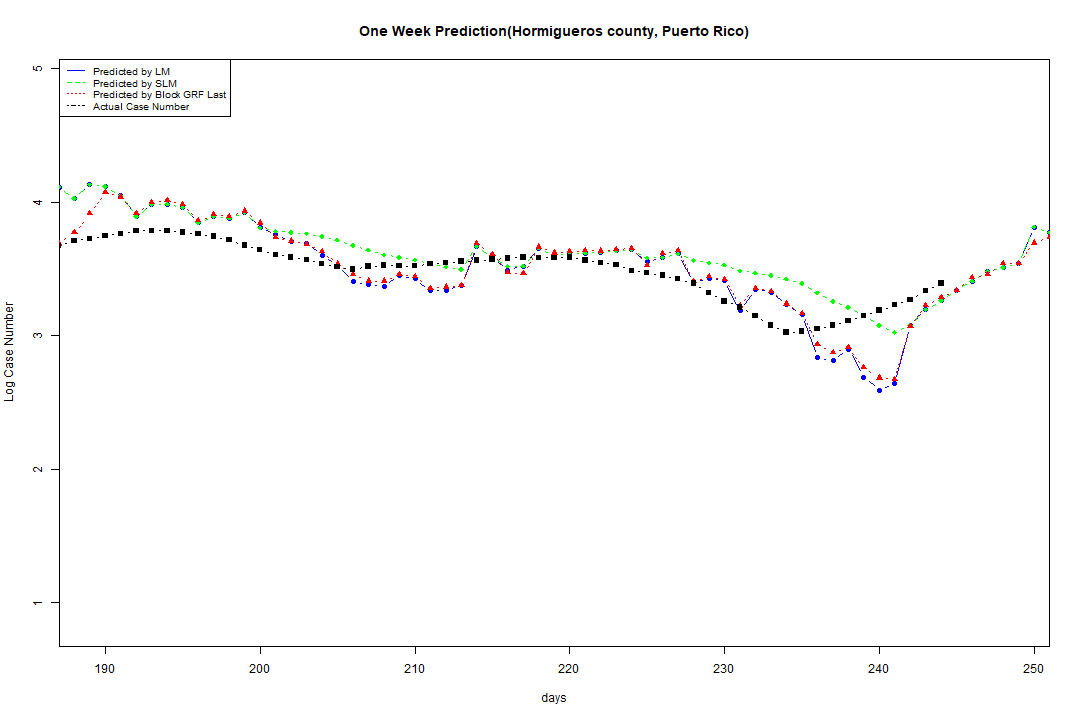 One Week Prediction(Hormigueros county, Puerto Rico)
Predicted by LM
Predicted by SLM
Predicted by Block GRF Last
Actual Case Number
5
4
3
2
1
Log Case Number
190 200 210 220 230 240 250
days